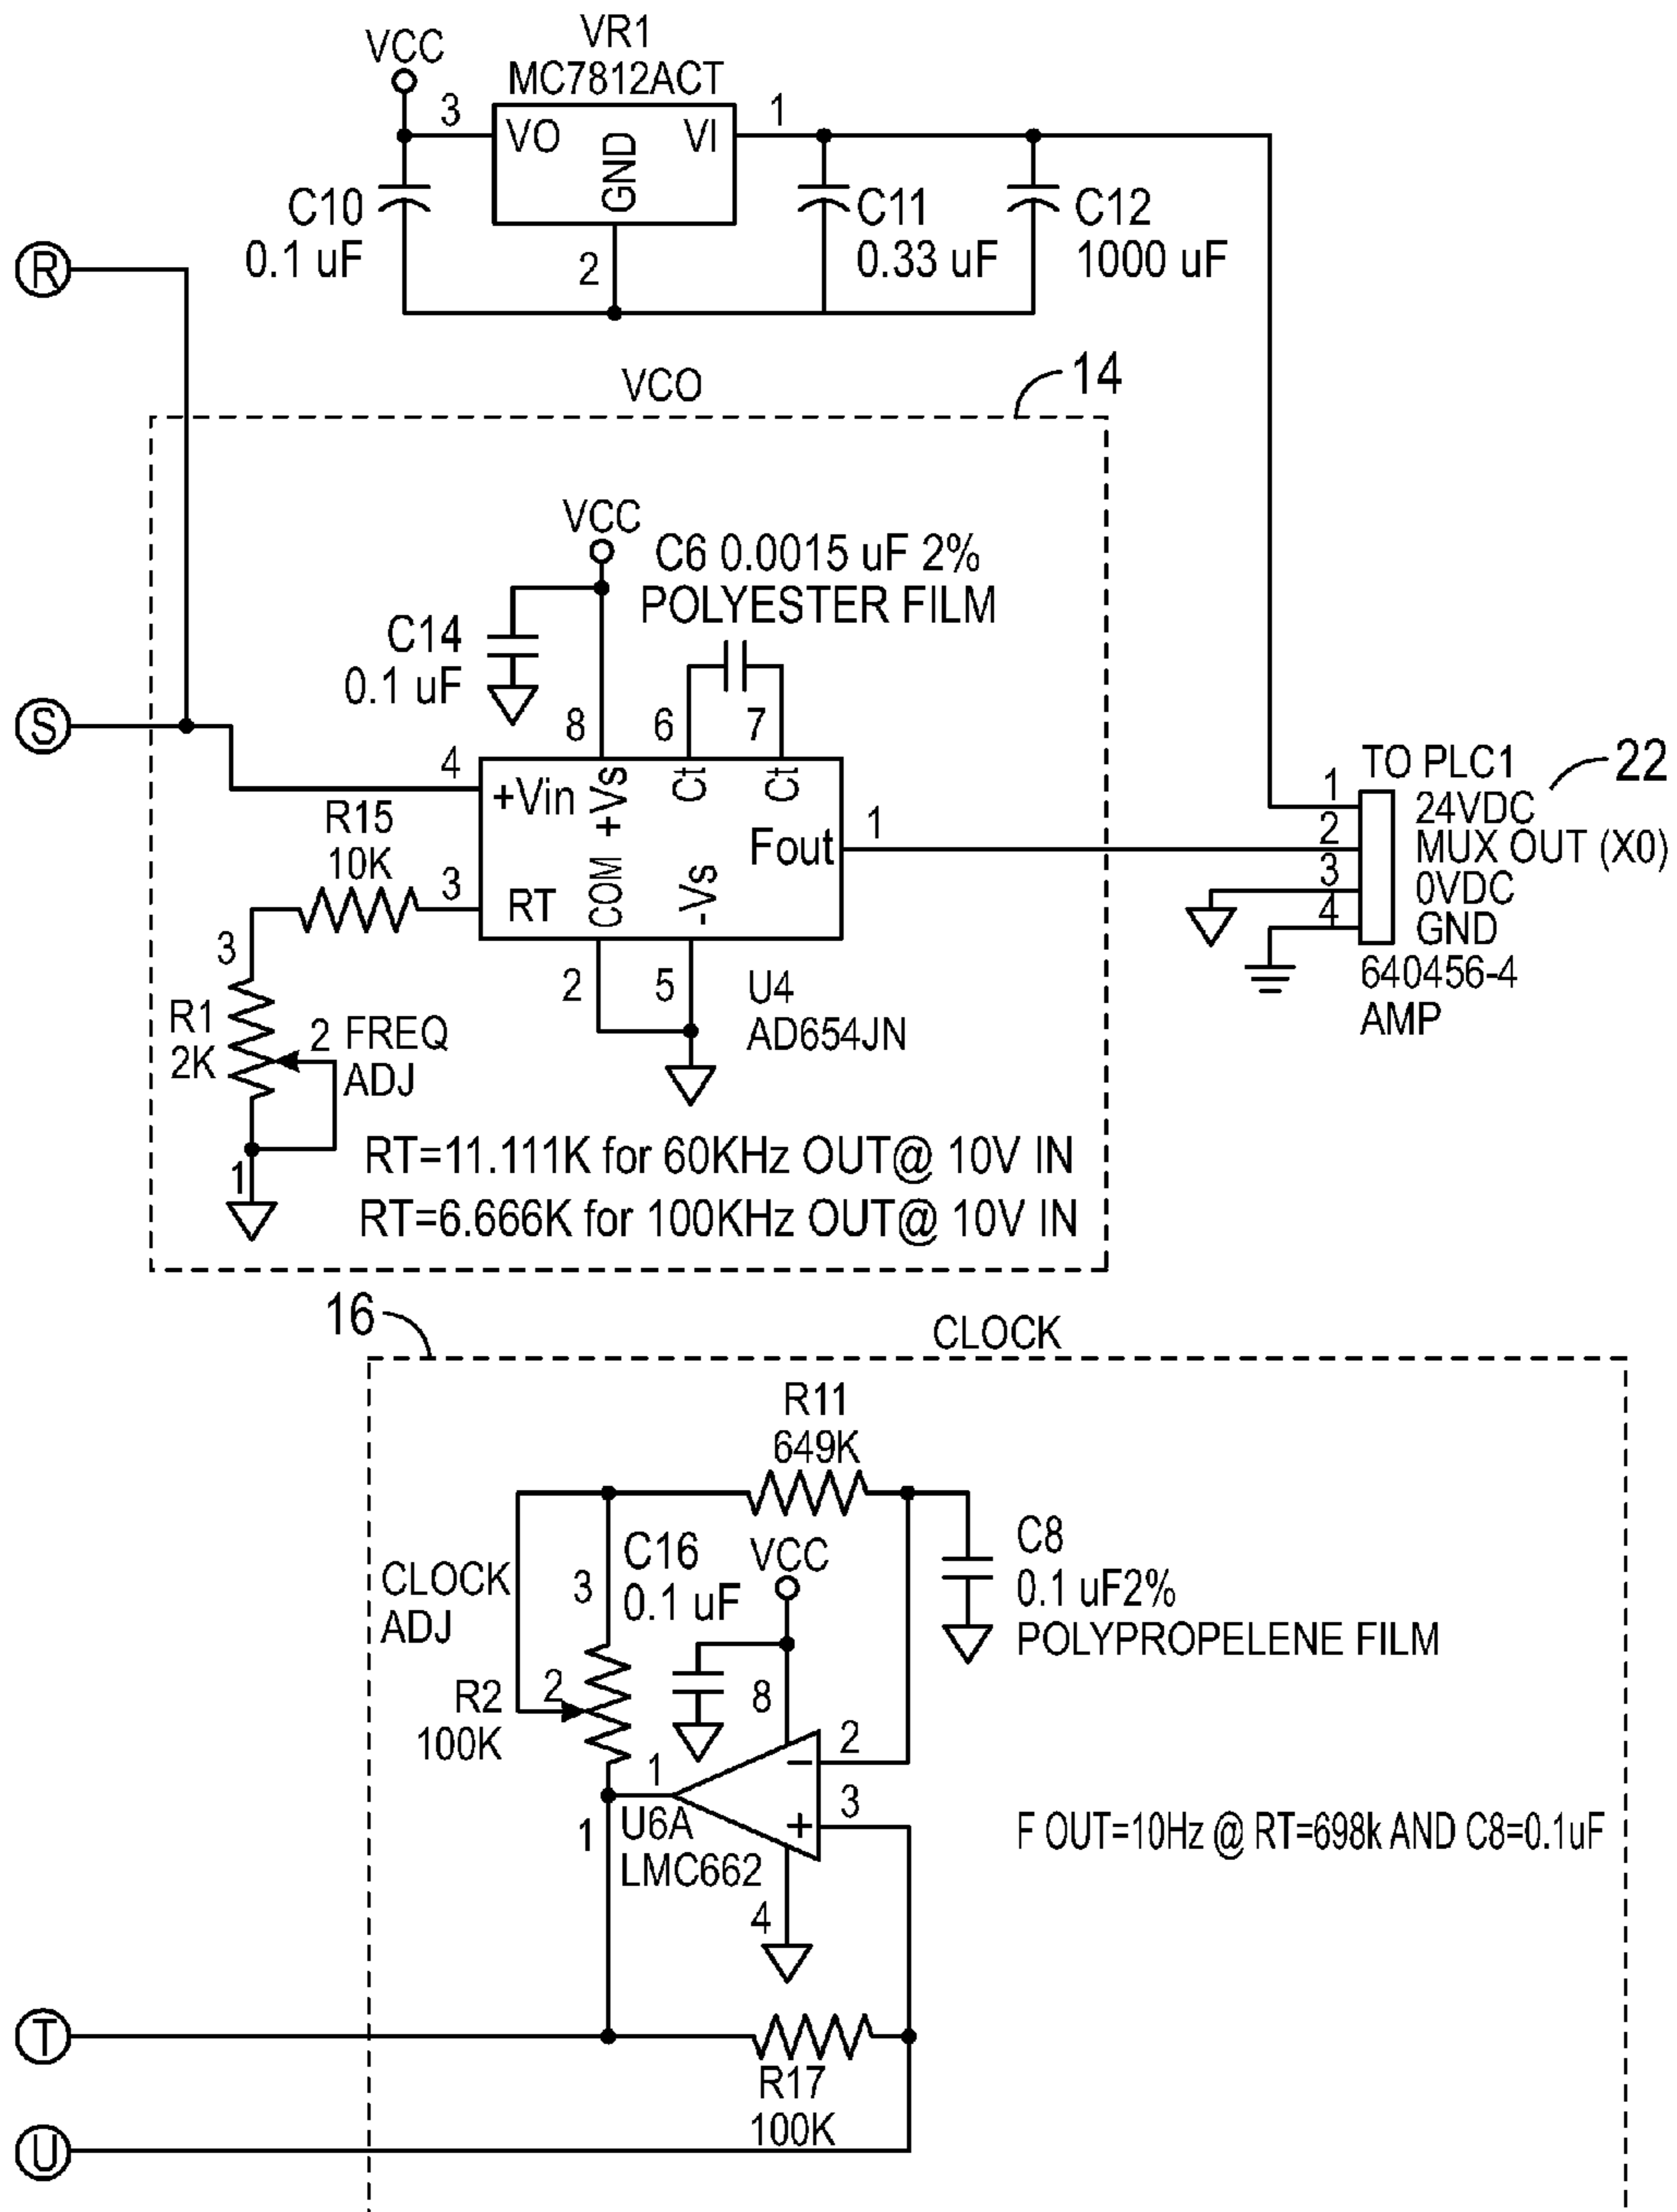 VR1
MC7812ACT
VCC
3
VO
GND
VI
1
C10
0.1 uF
2
C11
0.33 uF
C12
1000 uF
R
VCO
14
VCC
C6 0.0015 uF 2%
POLYESTER FILM
C14
0.1 uF
8
6
7
S
4
+Vin
+Vs
Ct
Ct
Fout
1
R15
10K
3
RT
COM
-Vs
TO PLC1
22
1
24VDC
2
MUX OUT (X0)
3
0VDC
4
GND
640456-4
AMP
3
R1
2K
2
FREQ
ADJ
1
2
5
U4
AD654JN
RT=11.111K for 60KHz OUT@ 10V IN
RT=6.666K for 100KHz OUT@ 10V IN
16
CLOCK
R11
649K
C8
0.1 uF2%
POLYPROPELENE FILM
CLOCK
ADJ
3
C16
0.1 uF
VCC
R2
100K
2
8
2
1
3
1
U6A
LMC662
4
F OUT=10Hz @ RT=698k AND C8=0.1uF
T
R17
100K
U